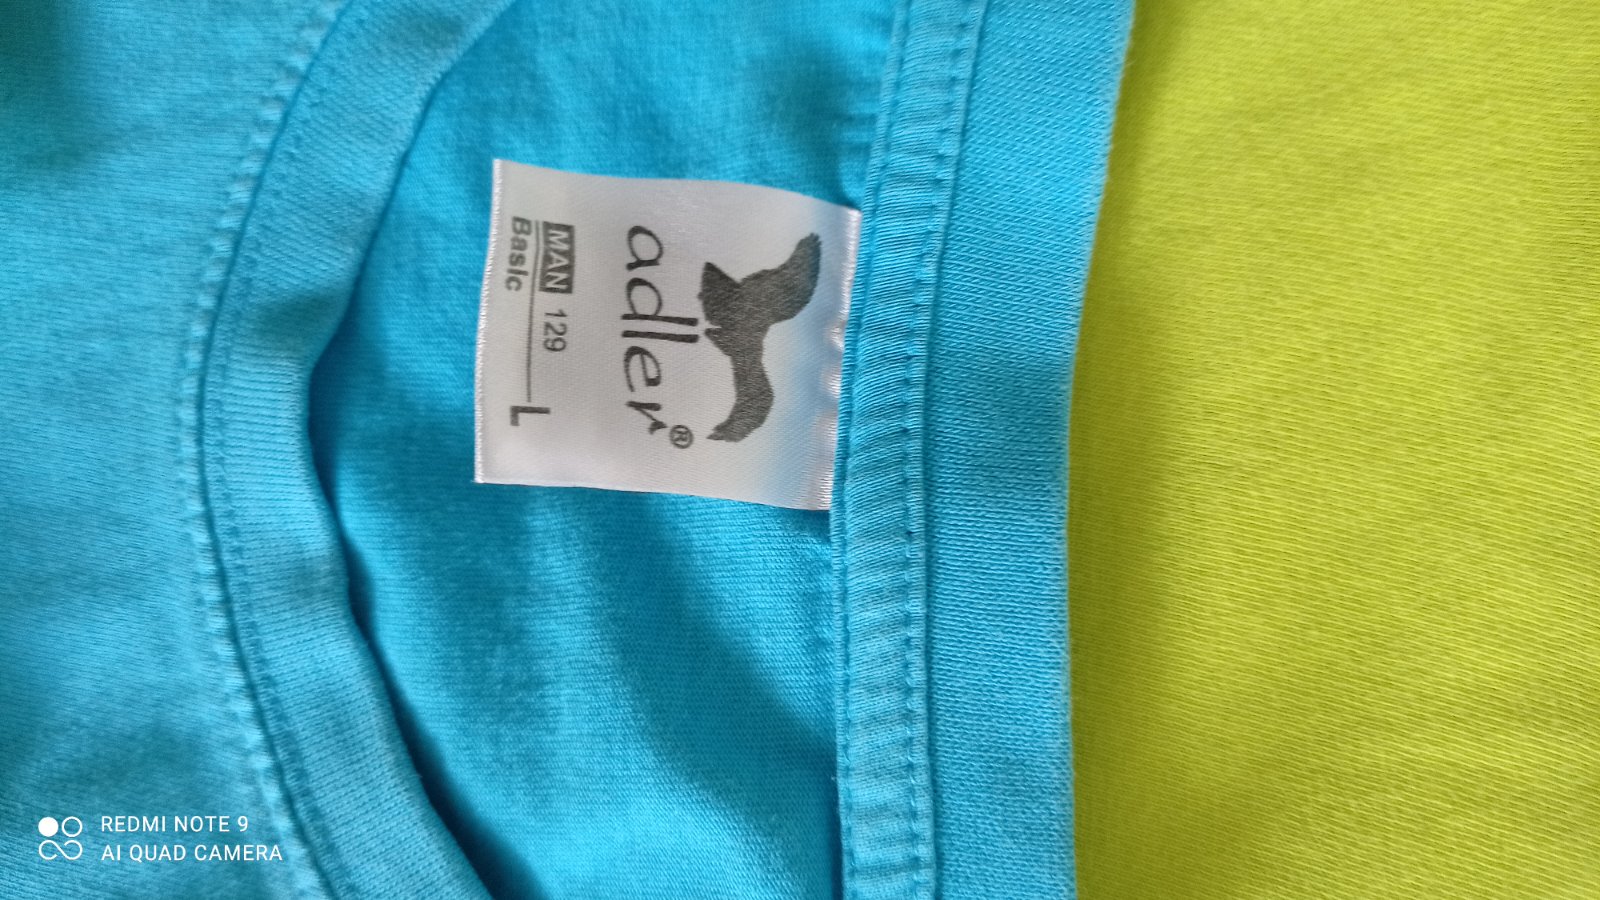 adler®
MAN 129
Basic
L
REDMI NOTE 9
AI QUAD CAMERA